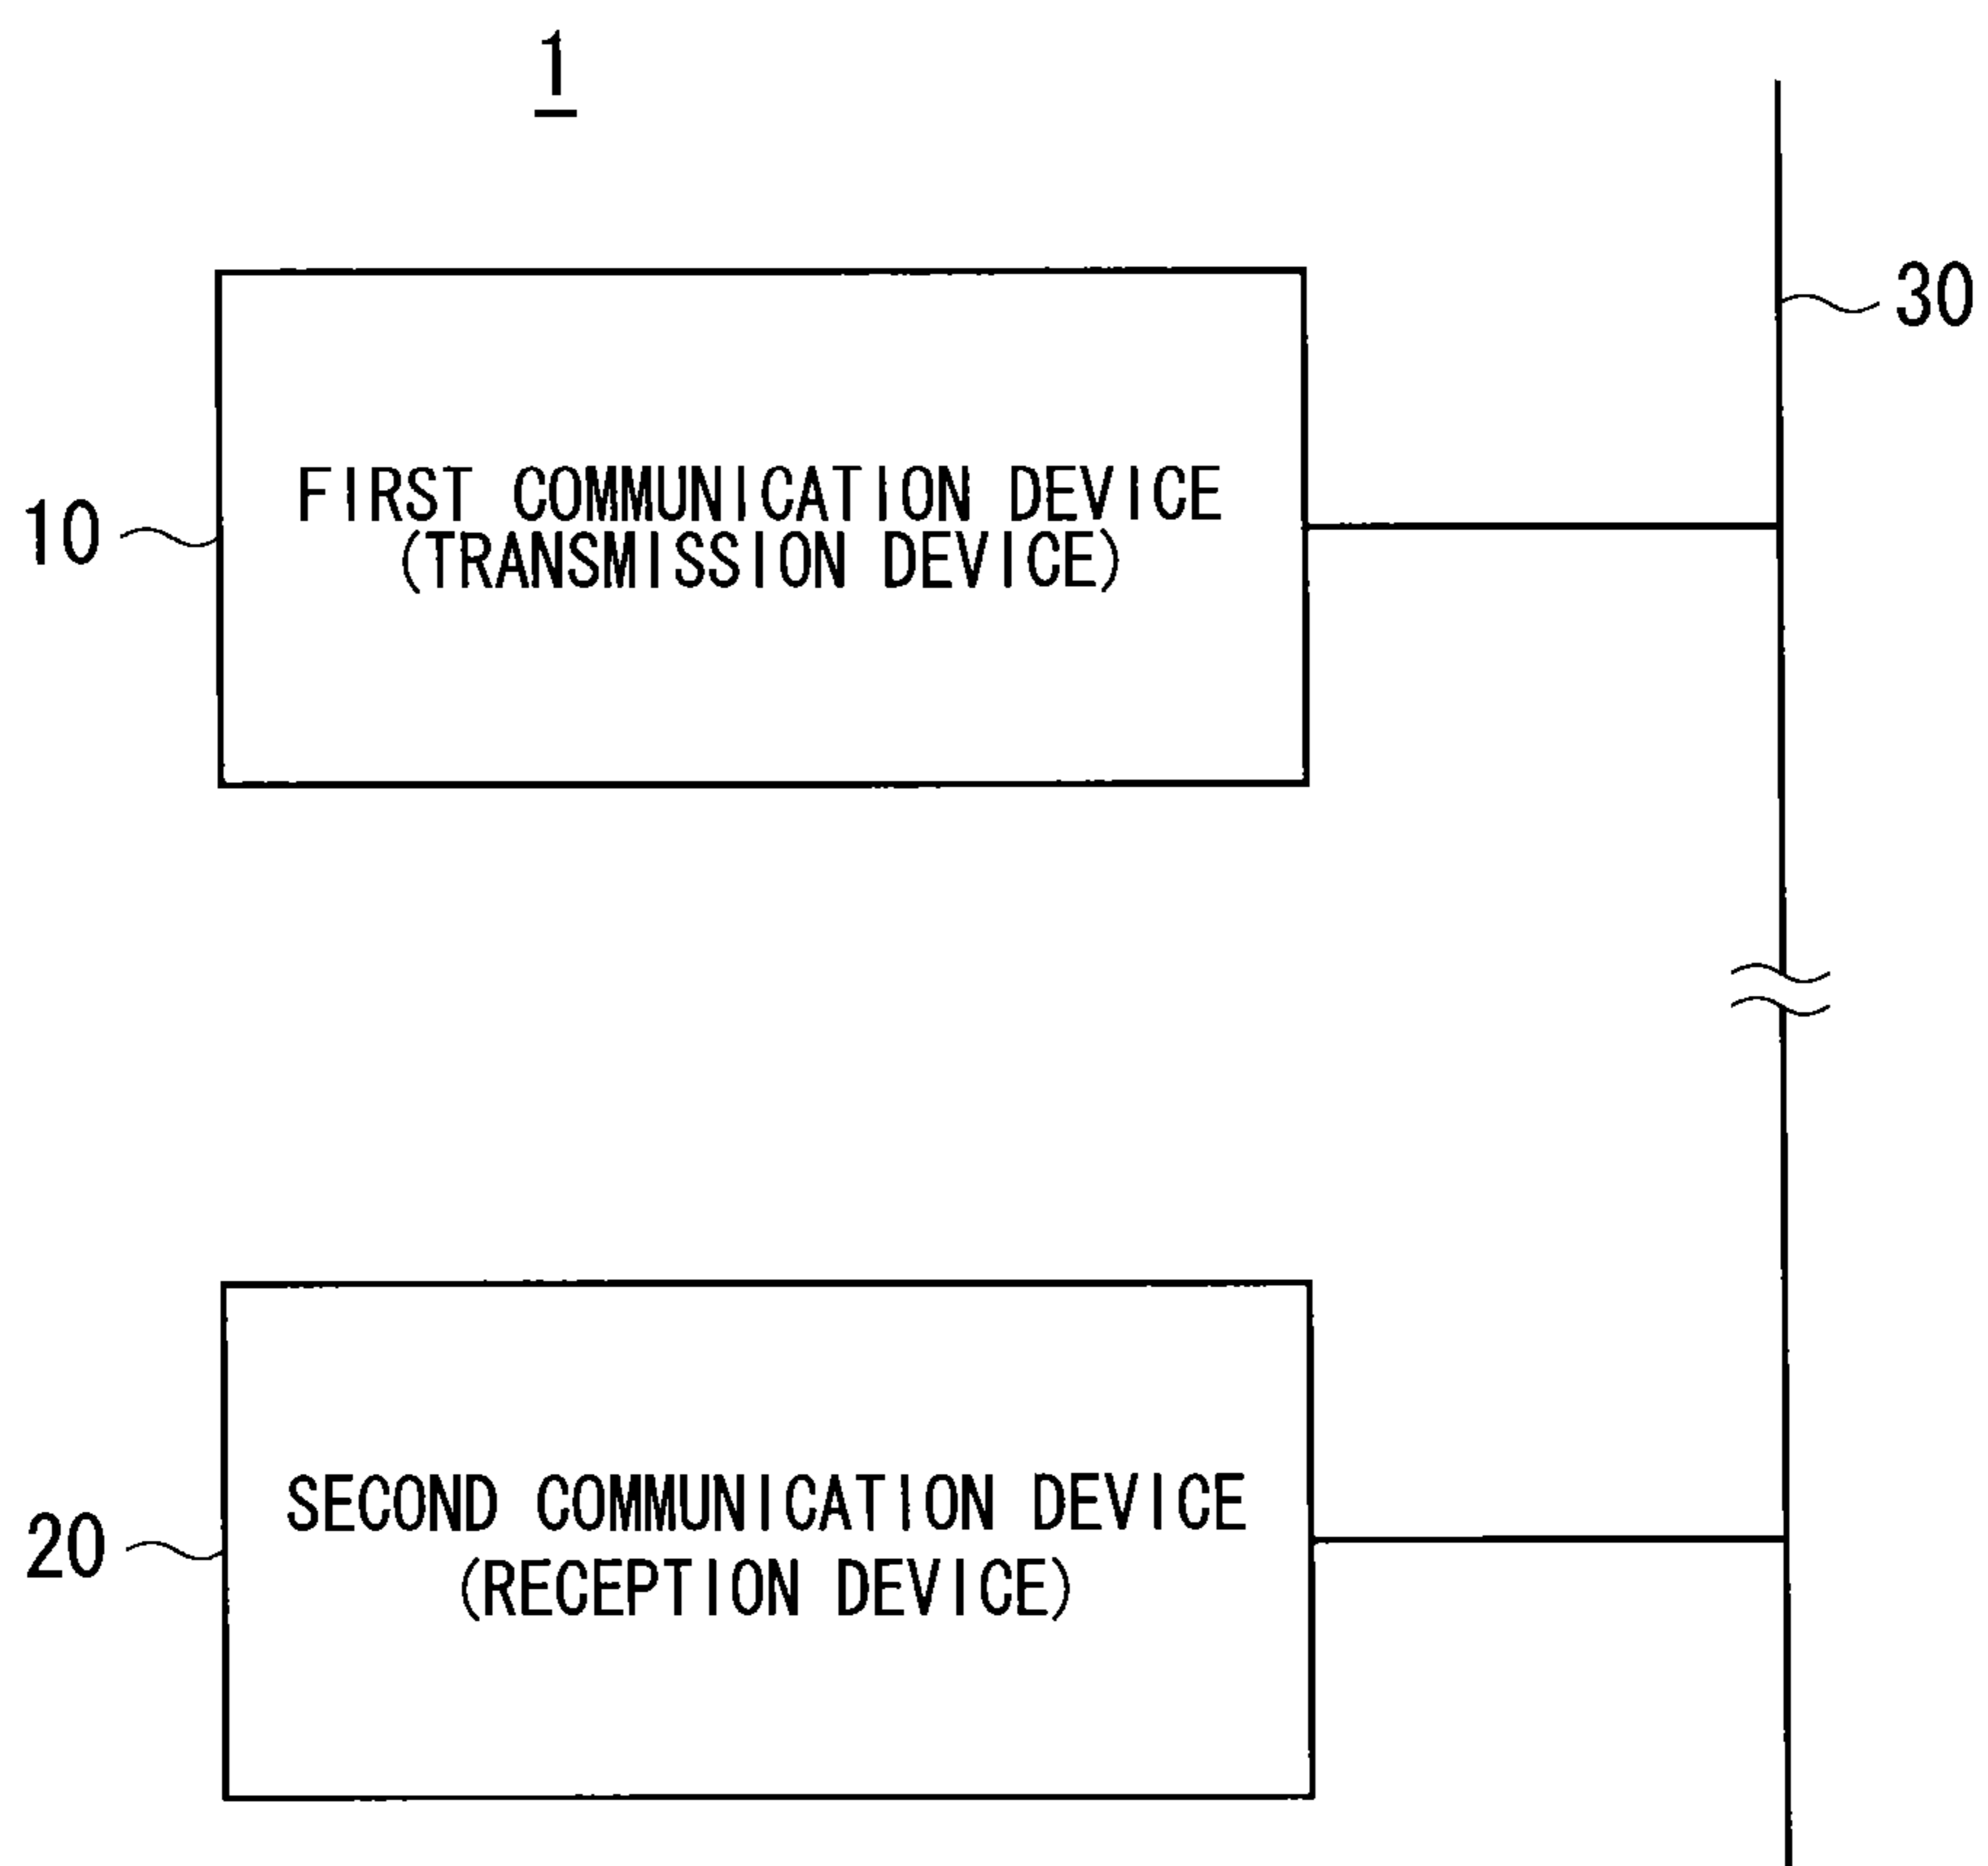 1
30
FIRST COMMUNICATION DEVICE
(TRANSMISSION DEVICE)
10
SECOND COMMUNICATION DEVICE
(RECEPTION DEVICE)
20